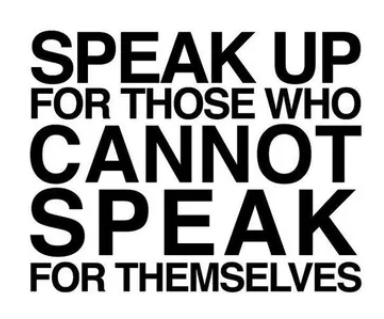 SPEAK UP
FOR THOSE WHO
CANNOT
SPEAK
FOR THEMSELVES